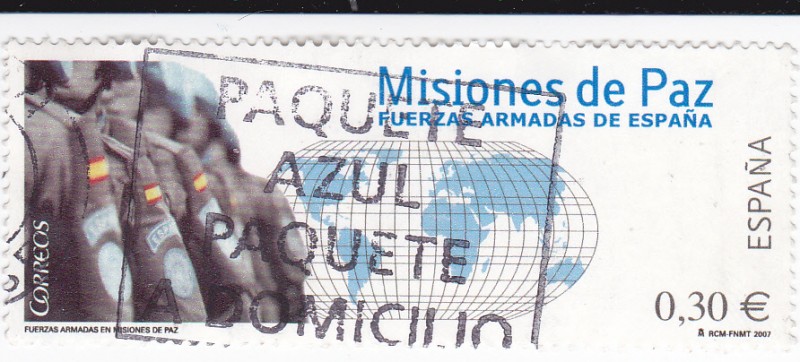 Misiones de Paz
FUERZAS ARMADAS DE ESPAÑA
PAQUETE
AZUL
PAQUETE
A DOMICILIO
ESPAÑA
CORREOS
0,30 €
FUERZAS ARMADAS EN MISIONES DE PAZ
RCM-FNMT 2007